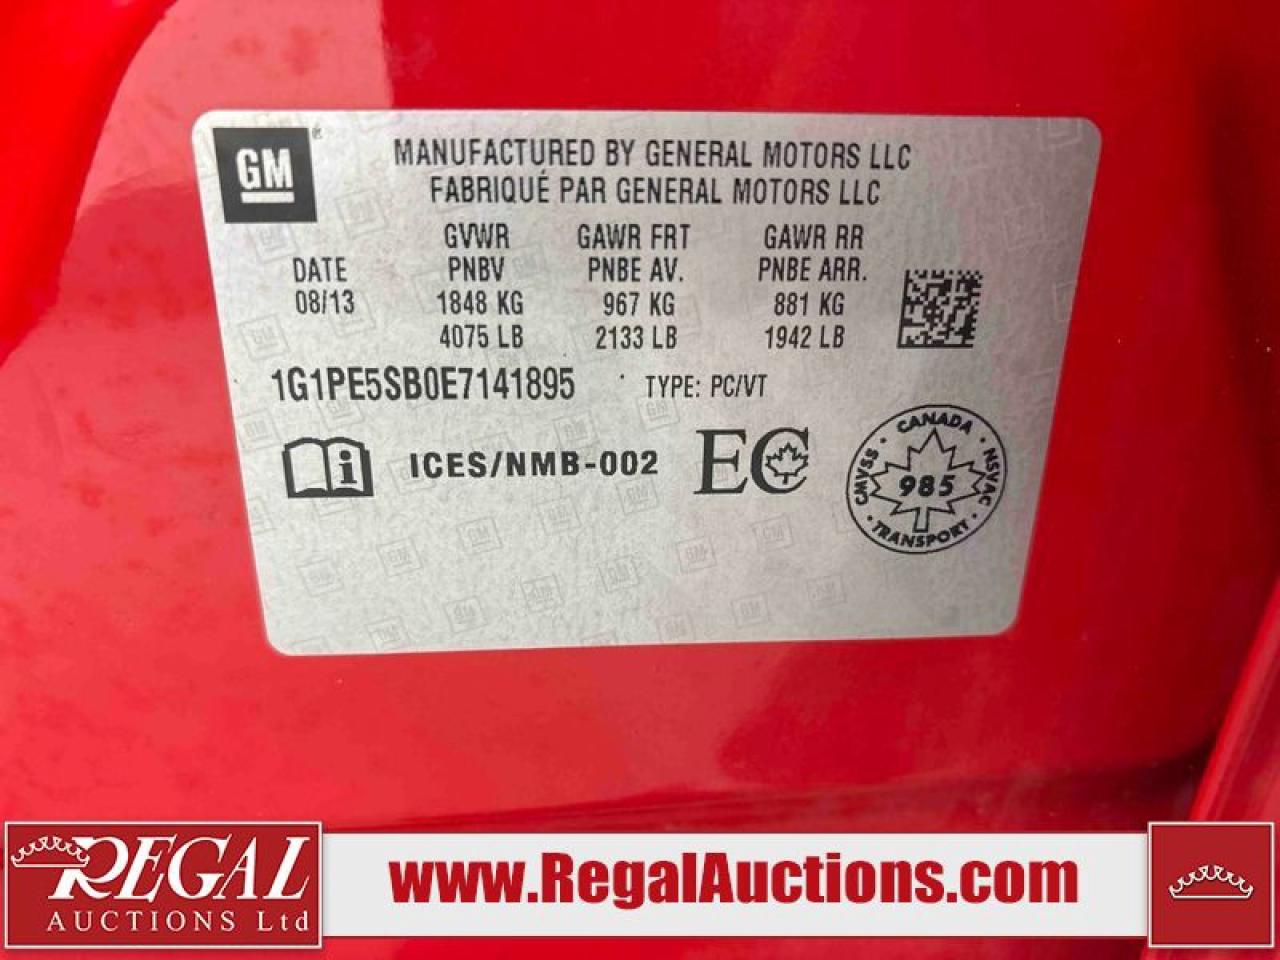 GM®
MANUFACTURED BY GENERAL MOTORS LLC
FABRIQUÉ PAR GENERAL MOTORS LLC
GVWR GAWR FRT GAWR RR
DATE PNBV PNBE AV. PNBE ARR.
08/13 1848 KG 967 KG 881 KG
4075 LB 2133 LB 1942 LB
1G1PE5SB0E7141895 TYPE: PC/VT
i ICES/NMB-002 EC
CANADA
CMVSS 985 NSVAC
TRANSPORT
REGAL
AUCTIONS Ltd
www.RegalAuctions.com